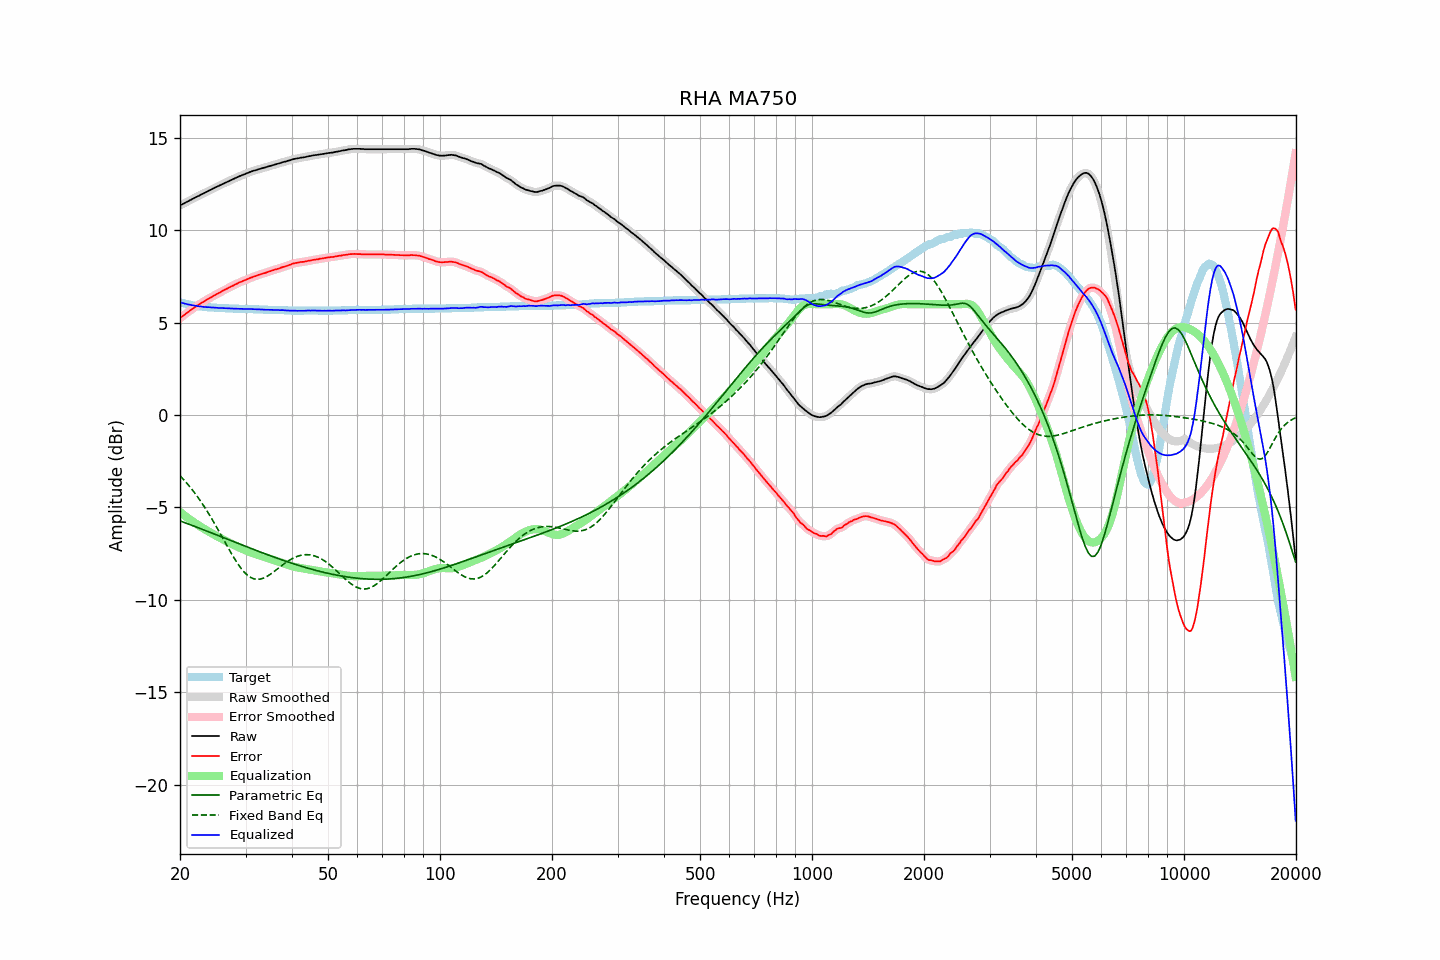 RHA MA750
15
10
5
0
−5
−10
−15
−20
Amplitude (dBr)
Target
Raw Smoothed
Error Smoothed
Raw
Error
Equalization
Parametric Eq
Fixed Band Eq
Equalized
20 50 100 200 500 1000 2000 5000 10000 20000
Frequency (Hz)